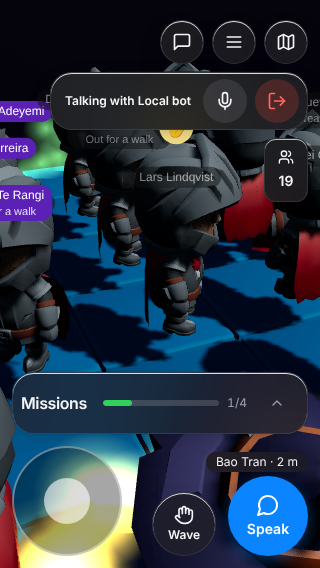 Talking with Local bot
Adeyemi
Out for a walk
rreira
Te Rangi
r a walk
Lars Lindqvist
19
Missions
1/4
Bao Tran · 2 m
Wave
Speak